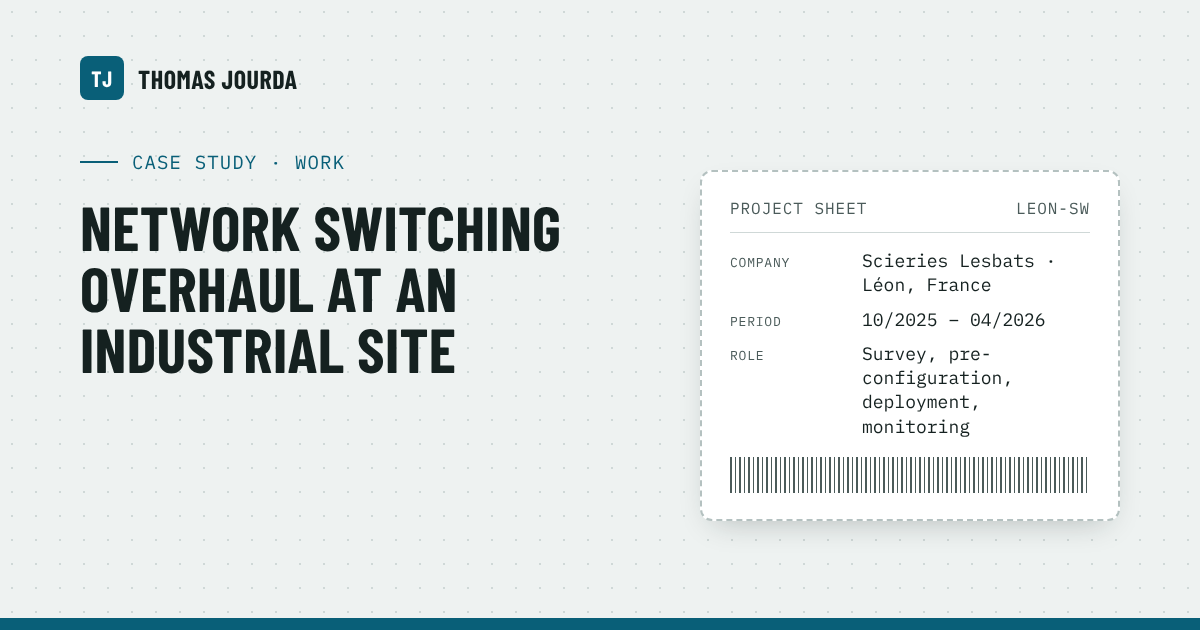 TJ THOMAS JOURDA
CASE STUDY · WORK
NETWORK SWITCHING
OVERHAUL AT AN
INDUSTRIAL SITE
PROJECT SHEET LEON-SW
COMPANY Scieries Lesbats ·
Léon, France
PERIOD 10/2025 – 04/2026
ROLE Survey, pre-
configuration,
deployment,
monitoring